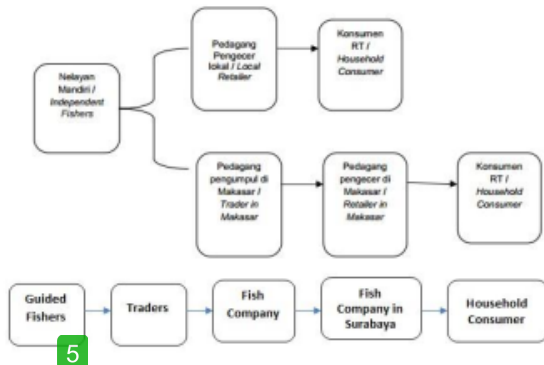 Nelayan
Mandiri /
Independent
Fishers
Pedagang
Pengecer
lokal / Local
Retailer
Konsumen
RT /
Household
Consumer
Pedagang
pengumpul di
Makasar /
Trader in
Makasar
Pedagang
pengecer di
Makasar /
Retailer in
Makasar
Konsumen
RT /
Household
Consumer
Guided
Fishers
Traders
Fish
Company
Fish
Company in
Surabaya
Household
Consumer
5